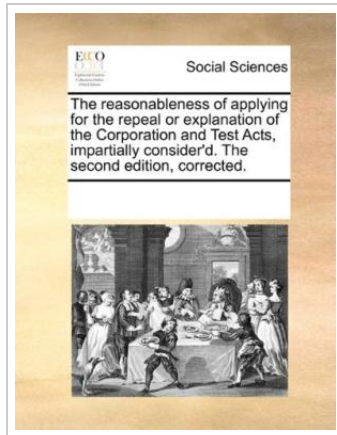 ECCO
Social Sciences
The reasonableness of applying
for the repeal or explanation of
the Corporation and Test Acts,
impartially consider'd. The
second edition, corrected.